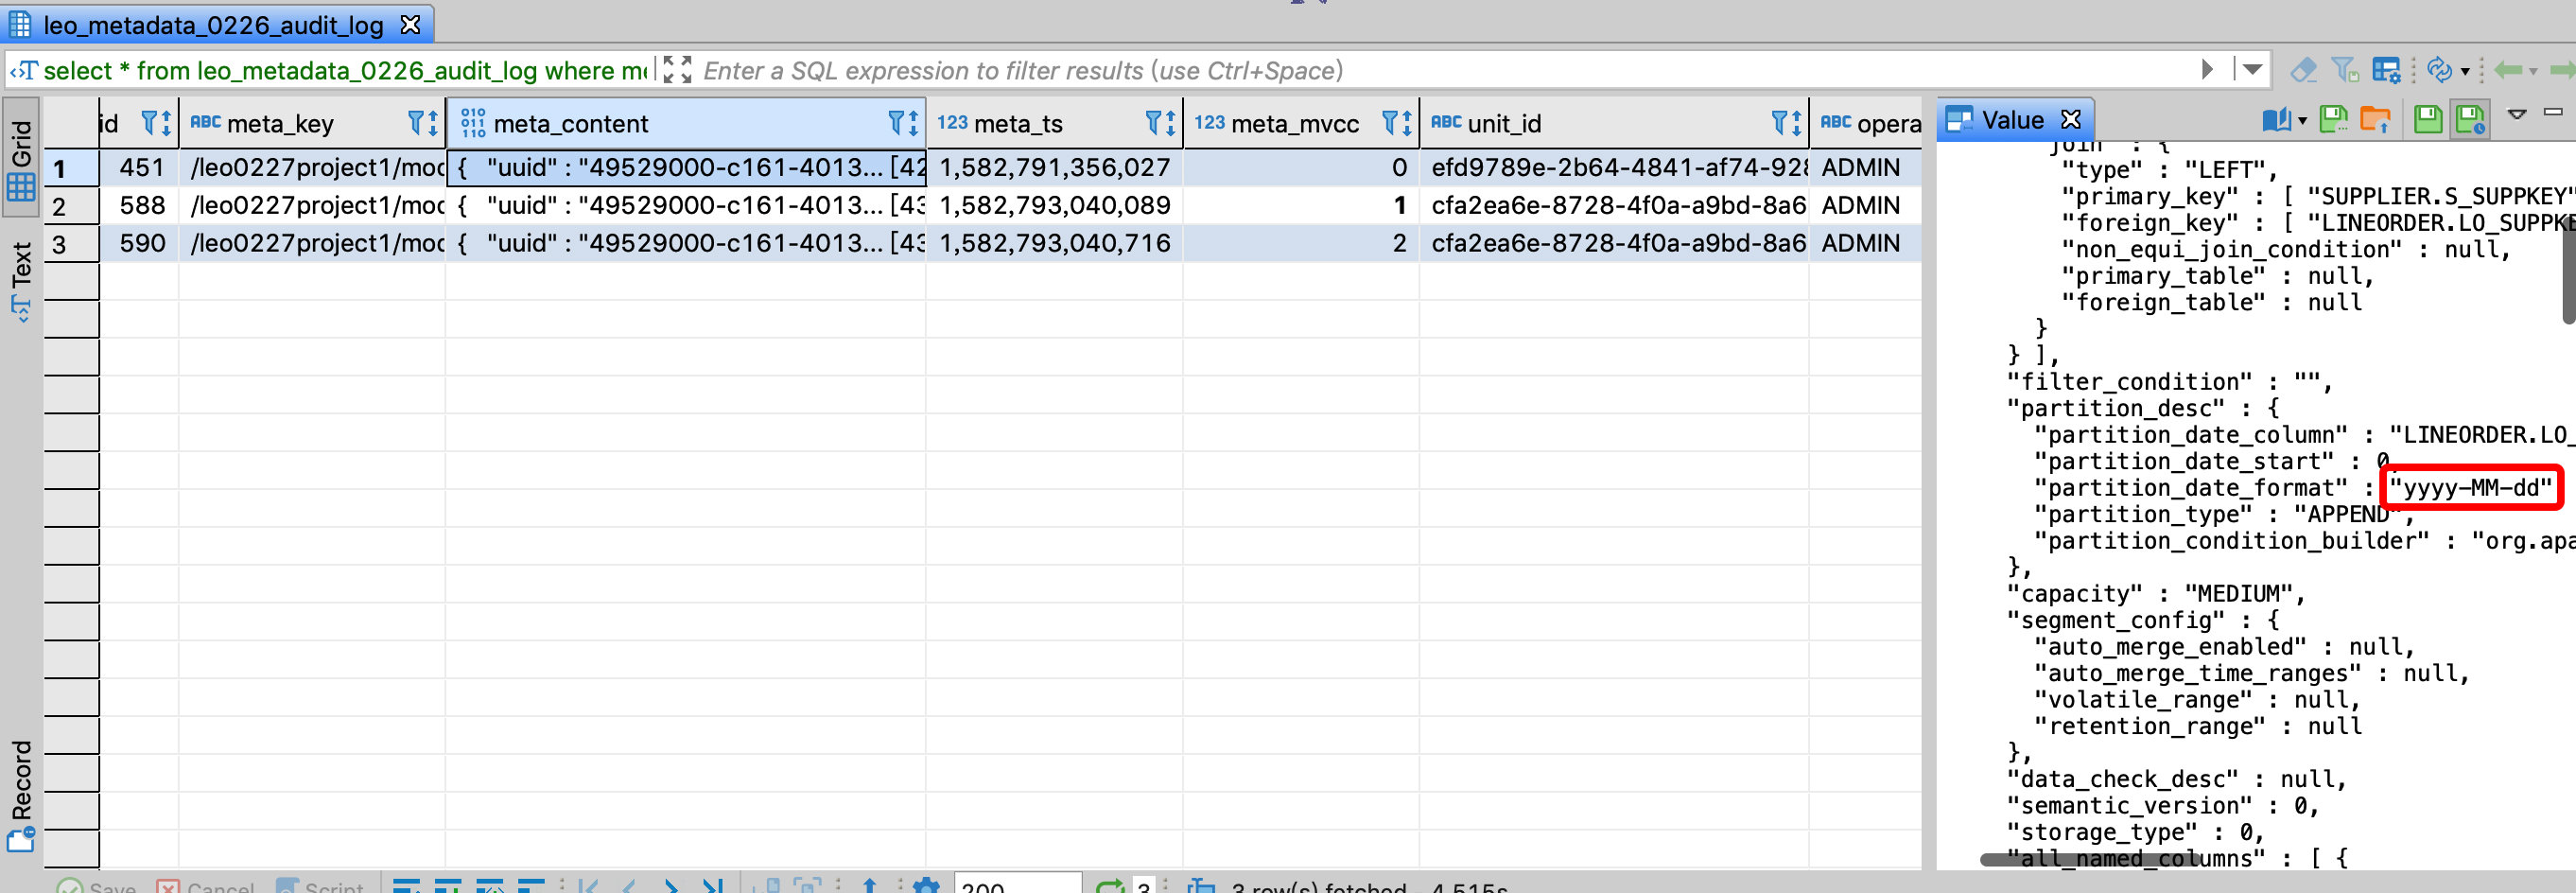 leo_metadata_0226_audit_log
select * from leo_metadata_0226_audit_log where me
Enter a SQL expression to filter results (use Ctrl+Space)
Grid
Text
Record
id meta_key meta_content meta_ts meta_mvcc unit_id opera
1 451 /leo0227project1/moc { "uuid" : "49529000-c161-4013... [42 1,582,791,356,027 0 efd9789e-2b64-4841-af74-928 ADMIN
2 588 /leo0227project1/moc { "uuid" : "49529000-c161-4013... [43 1,582,793,040,089 1 cfa2ea6e-8728-4f0a-a9bd-8a6 ADMIN
3 590 /leo0227project1/moc { "uuid" : "49529000-c161-4013... [43 1,582,793,040,716 2 cfa2ea6e-8728-4f0a-a9bd-8a6 ADMIN
Value
"join" : {
"type" : "LEFT",
"primary_key" : [ "SUPPLIER.S_SUPPKEY"
"foreign_key" : [ "LINEORDER.LO_SUPPKE
"non_equi_join_condition" : null,
"primary_table" : null,
"foreign_table" : null
}
} ],
"filter_condition" : "",
"partition_desc" : {
"partition_date_column" : "LINEORDER.LO_
"partition_date_start" : 0,
"partition_date_format" : "yyyy-MM-dd"
"partition_type" : "APPEND",
"partition_condition_builder" : "org.apa
},
"capacity" : "MEDIUM",
"segment_config" : {
"auto_merge_enabled" : null,
"auto_merge_time_ranges" : null,
"volatile_range" : null,
"retention_range" : null
},
"data_check_desc" : null,
"semantic_version" : 0,
"storage_type" : 0,
"all_named_columns" : [ {
Save Cancel Script 200 3 3 row(s) fetched - 4.515s